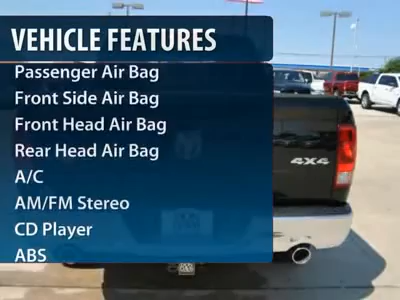 VEHICLE FEATURES
Passenger Air Bag
Front Side Air Bag
Front Head Air Bag
Rear Head Air Bag
A/C
AM/FM Stereo
CD Player
ABS
4X4